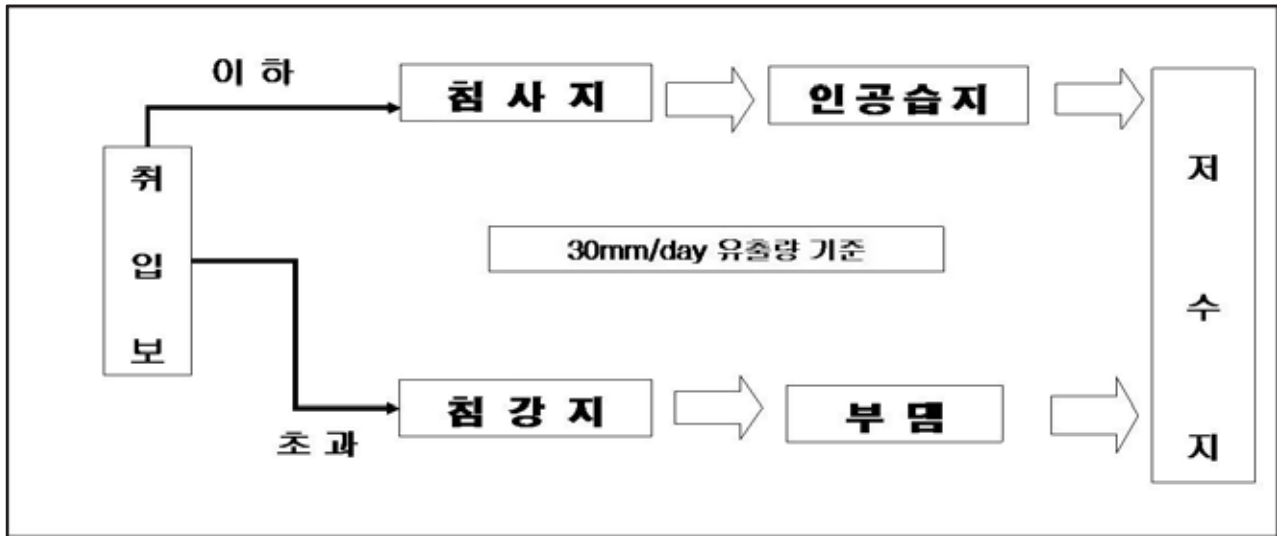 이 하
침 사 지
인공습지
취입보
30mm/day 유출량 기준
저수지
초 과
침 강 지
부 댐